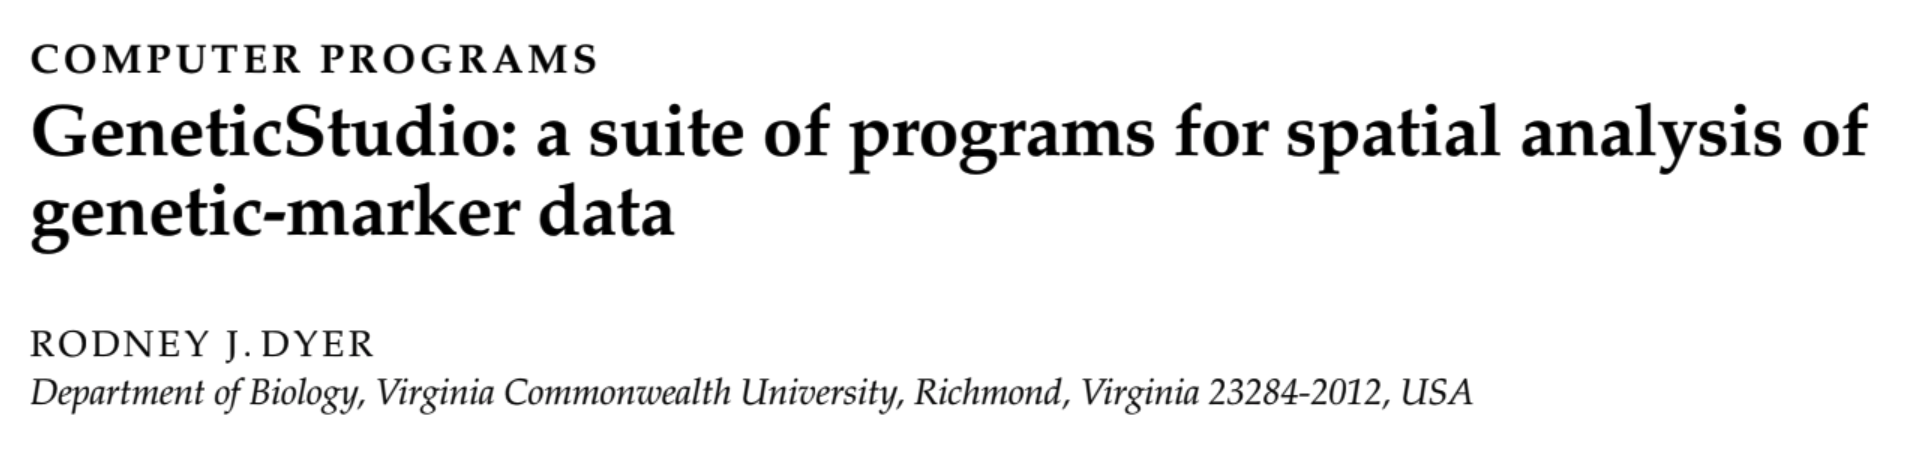 COMPUTER PROGRAMS
GeneticStudio: a suite of programs for spatial analysis of
genetic-marker data
RODNEY J. DYER
Department of Biology, Virginia Commonwealth University, Richmond, Virginia 23284-2012, USA